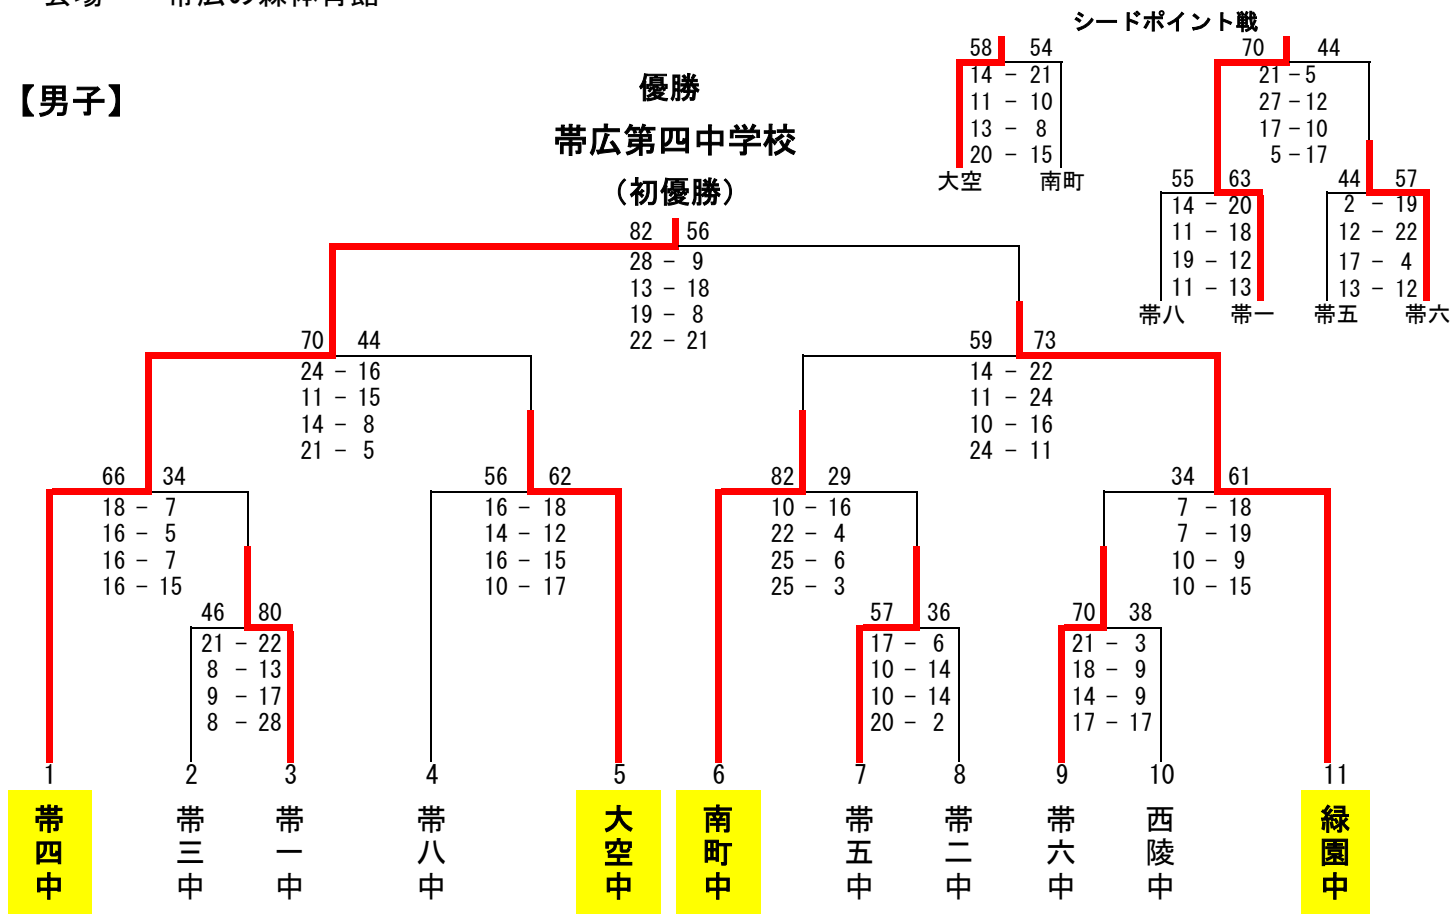 シードポイント戦
【男子】
優勝
帯広第四中学校
（初優勝）
58 54
14 - 21
11 - 10
13 - 8
20 - 15
大空 南町
70 44
21 - 5
27 - 12
17 - 10
5 - 17
55 63
14 - 20
11 - 18
19 - 12
11 - 13
帯八 帯一
44 57
2 - 19
12 - 22
17 - 4
13 - 12
帯五 帯六
82 56
28 - 9
13 - 18
19 - 8
22 - 21
70 44
24 - 16
11 - 15
14 - 8
21 - 5
59 73
14 - 22
11 - 24
10 - 16
24 - 11
66 34
18 - 7
16 - 5
16 - 7
16 - 15
56 62
16 - 18
14 - 12
16 - 15
10 - 17
82 29
10 - 16
22 - 4
25 - 6
25 - 3
34 61
7 - 18
7 - 19
10 - 9
10 - 15
46 80
21 - 22
8 - 13
9 - 17
8 - 28
57 36
17 - 6
10 - 14
10 - 14
20 - 2
70 38
21 - 3
18 - 9
14 - 9
17 - 17
1 2 3 4 5 6 7 8 9 10 11
帯四中
帯三中
帯一中
帯八中
大空中
南町中
帯五中
帯二中
帯六中
西陵中
緑園中